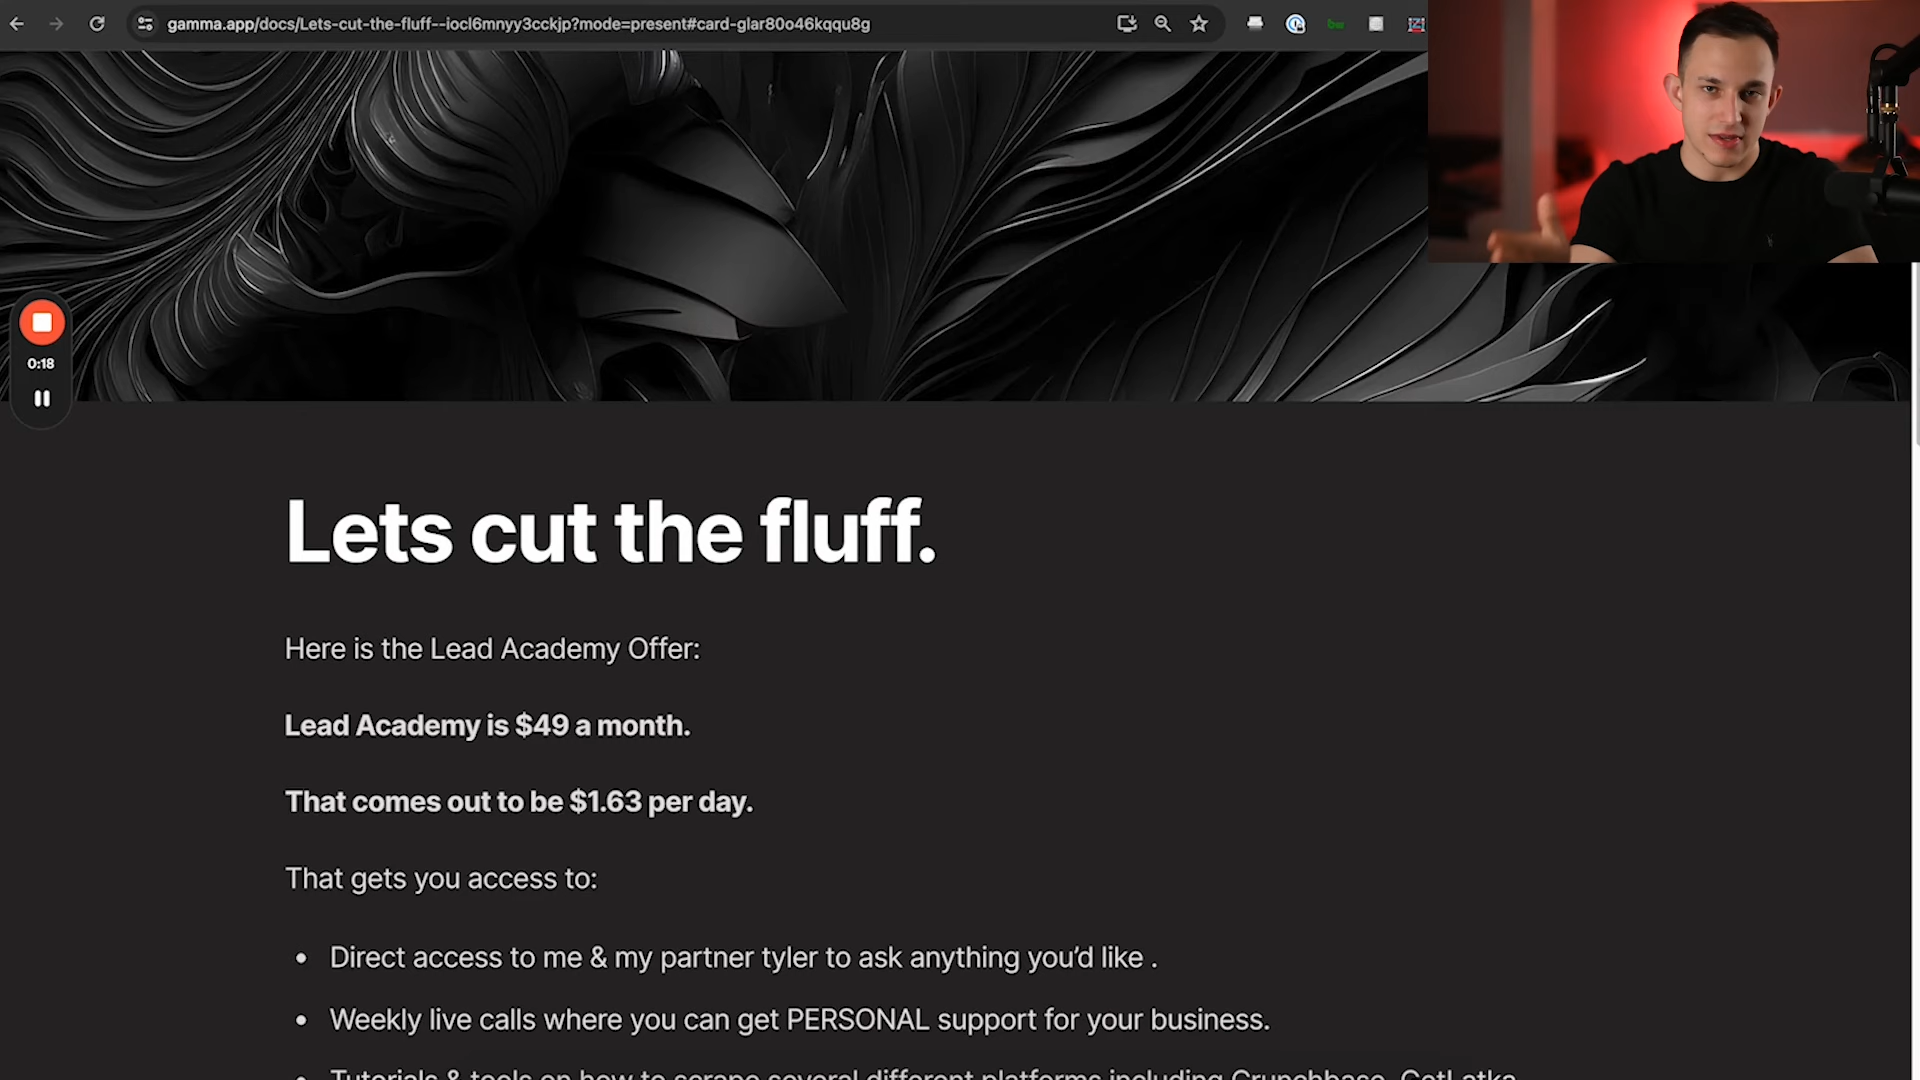 gamma.app/docs/Lets-cut-the-fluff--iocl6mnyy3cckjp?mode=present#card-glar80o46kqqu8g
0:18
Lets cut the fluff.
Here is the Lead Academy Offer:
Lead Academy is $49 a month.
That comes out to be $1.63 per day.
That gets you access to:
• Direct access to me & my partner tyler to ask anything you’d like .
• Weekly live calls where you can get PERSONAL support for your business.
• Tutorials & tools on how to scrape several different platforms including Crunchbase, GetLatka